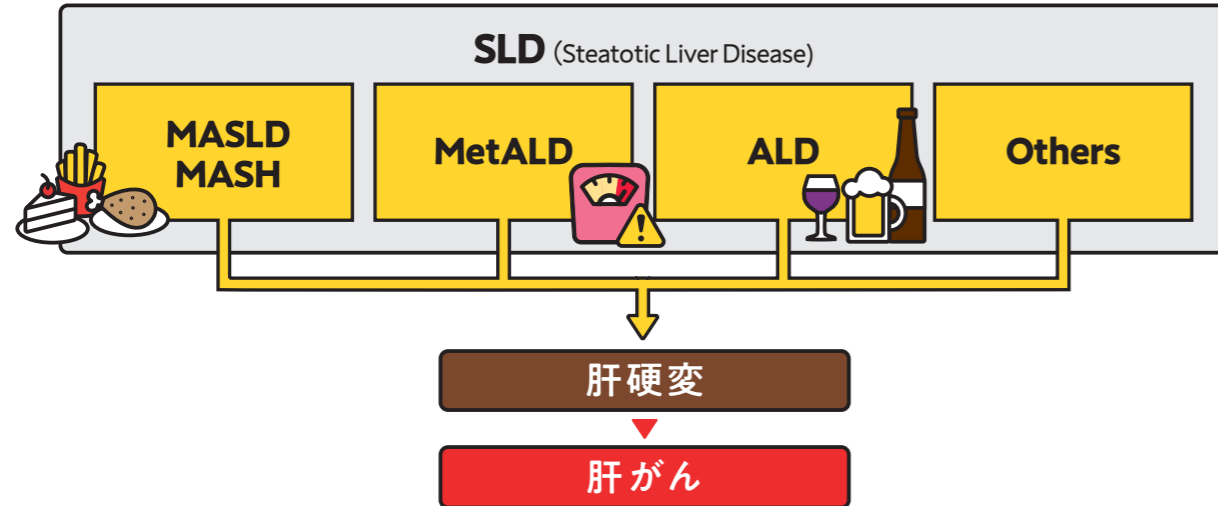 SLD (Steatotic Liver Disease)
MASLD
MASH
MetALD
ALD
Others
肝硬変
肝がん